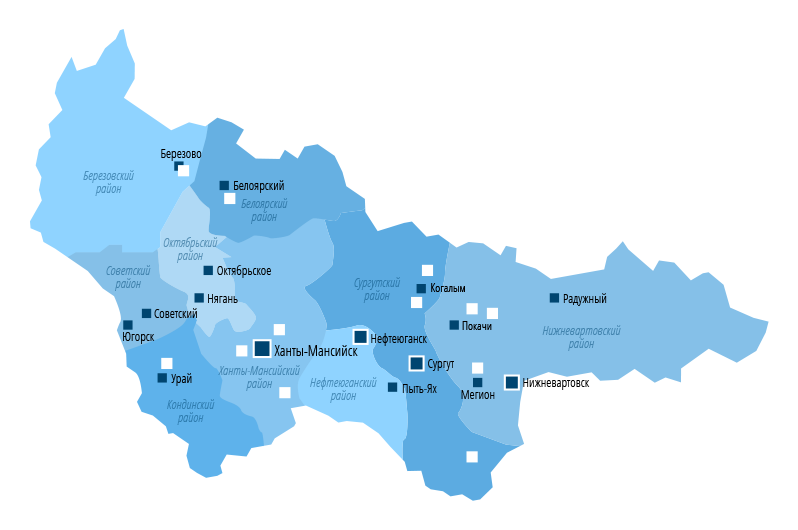 Березово
Березовский
район
Белоярский
Белоярский
район
Октябрьский
район
Октябрьское
Советский
район
Нягань
Советский
Югорск
Урай
Кондинский
район
Ханты-Мансийск
Ханты-Мансийский
район
Сургутский
район
Когалым
Нефтеюганск
Сургут
Нефтеюганский
район
Пыть-Ях
Покачи
Радужный
Нижневартовский
район
Мегион
Нижневартовск